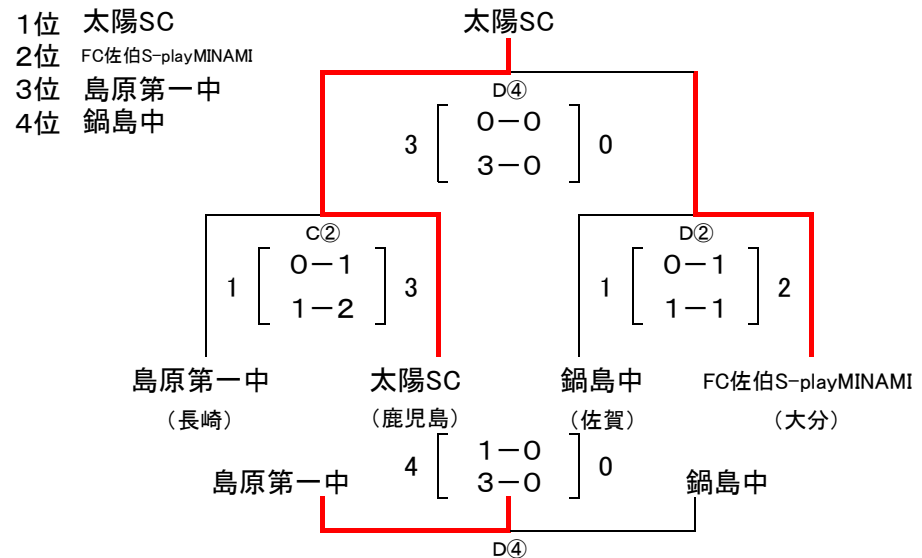 1位 太陽SC
2位 FC佐伯S-playMINAMI
3位 島原第一中
4位 鍋島中
太陽SC
D④
3 0-0 0
3-0
C② D②
1 0-1 3 1 0-1 2
1-2 1-1
島原第一中 太陽SC 鍋島中 FC佐伯S-playMINAMI
（長崎） （鹿児島） （佐賀） （大分）
島原第一中 4 1-0 0 鍋島中
3-0
D④